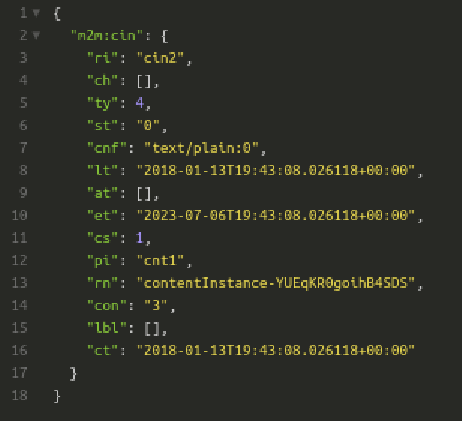 1 {
2 "m2m:cin": {
3 "ri": "cin2",
4 "ch": [],
5 "ty": 4,
6 "st": "0",
7 "cnf": "text/plain:0",
8 "lt": "2018-01-13T19:43:08.026118+00:00",
9 "at": [],
10 "et": "2023-07-06T19:43:08.026118+00:00",
11 "cs": 1,
12 "pi": "cnt1",
13 "rn": "contentInstance-YUEqKR0goihB4SDS",
14 "con": "3",
15 "lbl": [],
16 "ct": "2018-01-13T19:43:08.026118+00:00"
17 }
18 }